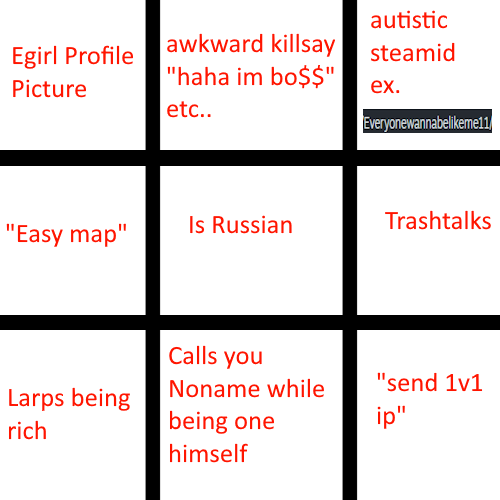 Egirl Profile
Picture
awkward killsay
"haha im bo$$"
etc..
autistic
steamid
ex.
Everyonewannabelikeme11/
"Easy map"
Is Russian
Trashtalks
Larps being
rich
Calls you
Noname while
being one
himself
"send 1v1
ip"